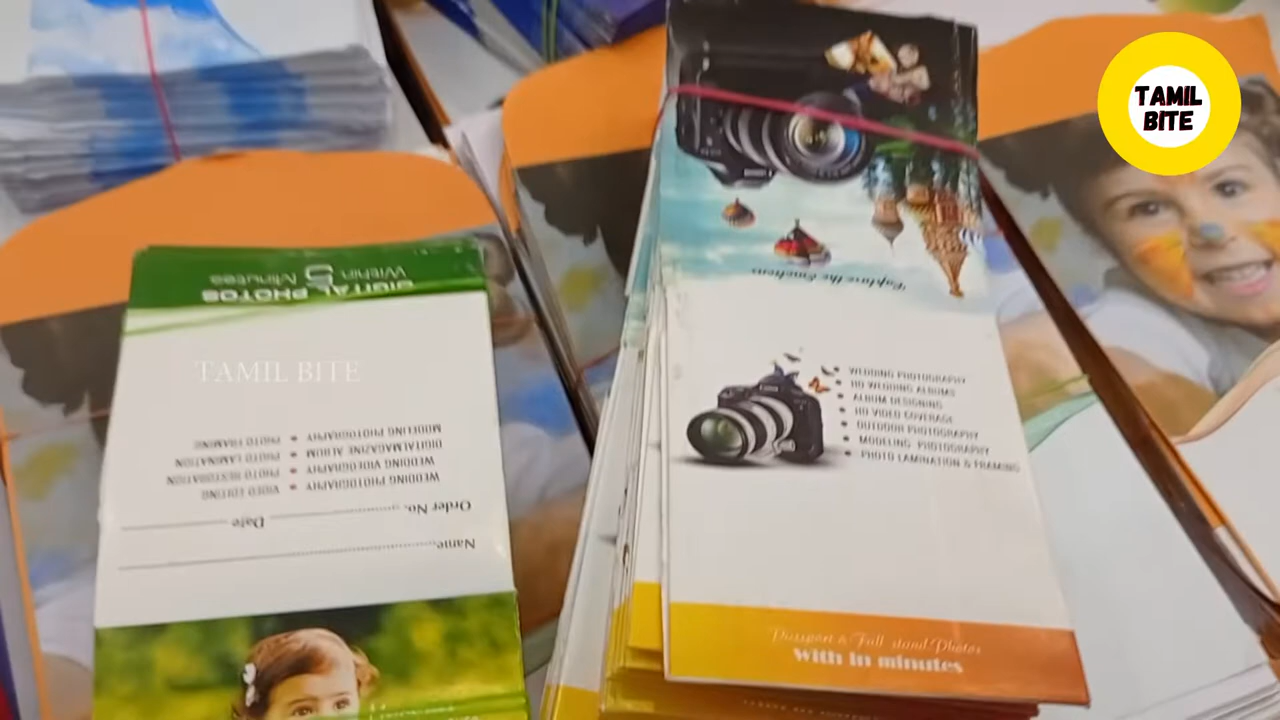 TAMIL
BITE
DIGITAL PHOTOS
Within 5 Minutes
TAMIL BITE
WEDDING PHOTOGRAPHY • VIDEO EDITING
WEDDING VIDEOGRAPHY • PHOTO RESTORATION
DIGITAL MAGAZINE ALBUM • PHOTO LAMINATION
MODELING PHOTOGRAPHY • PHOTO FRAMING
Order No. Date
Name
Capture the Emotions
• WEDDING PHOTOGRAPHY
• HD WEDDING ALBUMS
• ALBUM DESIGNING
• HD VIDEO COVERAGE
• OUTDOOR PHOTOGRAPHY
• MODELING PHOTOGRAPHY
• PHOTO LAMINATION & FRAMING
Passport & Full stand Photos
with in minutes